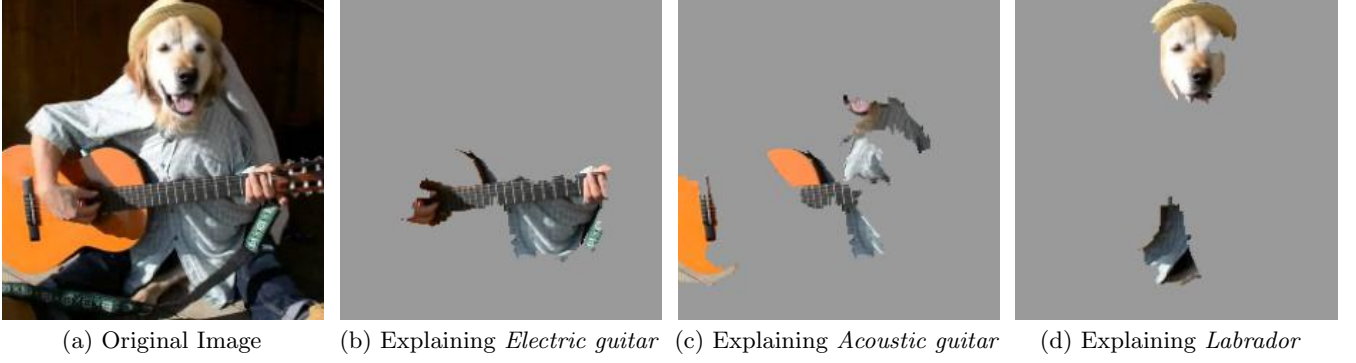 (a) Original Image
(b) Explaining Electric guitar
(c) Explaining Acoustic guitar
(d) Explaining Labrador